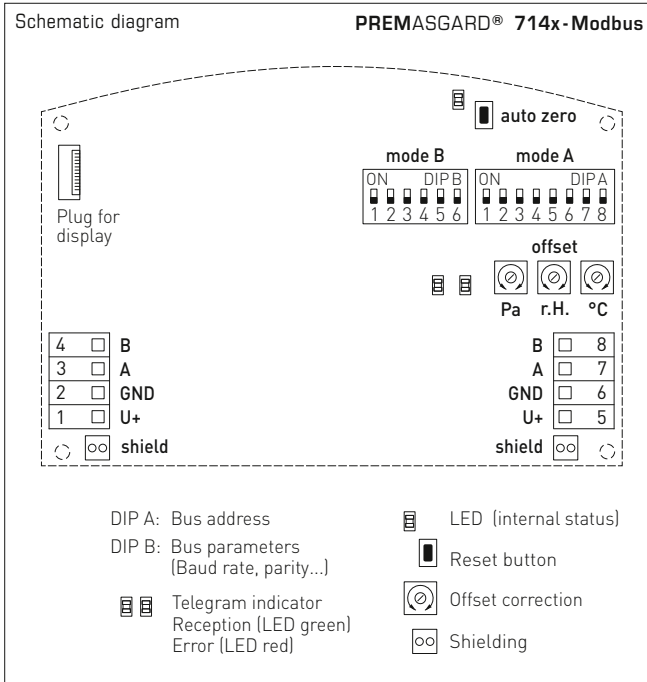 Schematic diagram PREMASGARD® 714x-Modbus
auto zero
mode B mode A
ON DIP B ON DIP A
1 2 3 4 5 6 1 2 3 4 5 6 7 8
Plug for
display
offset
Pa r.H. °C
4 B B 8
3 A A 7
2 GND GND 6
1 U+ U+ 5
shield shield
DIP A: Bus address
DIP B: Bus parameters
(Baud rate, parity...)
Telegram indicator
Reception (LED green)
Error (LED red)
LED (internal status)
Reset button
Offset correction
Shielding